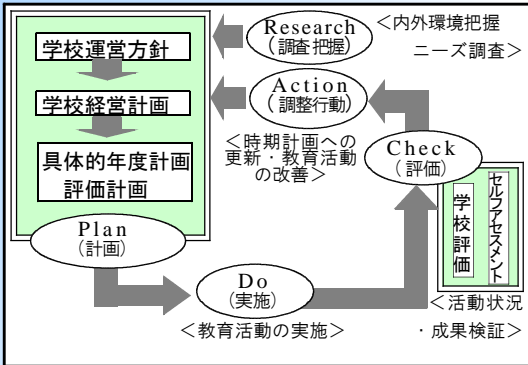 学校運営方針
学校経営計画
具体的年度計画
評価計画
Plan
(計画)
Research
(調査把握)
＜内外環境把握
ニーズ調査＞
Action
(調整行動)
＜時期計画への
更新・教育活動
の改善＞
Check
(評価)
学校評価
セルフアセスメント
＜活動状況
・成果検証＞
Do
(実施)
＜教育活動の実施＞